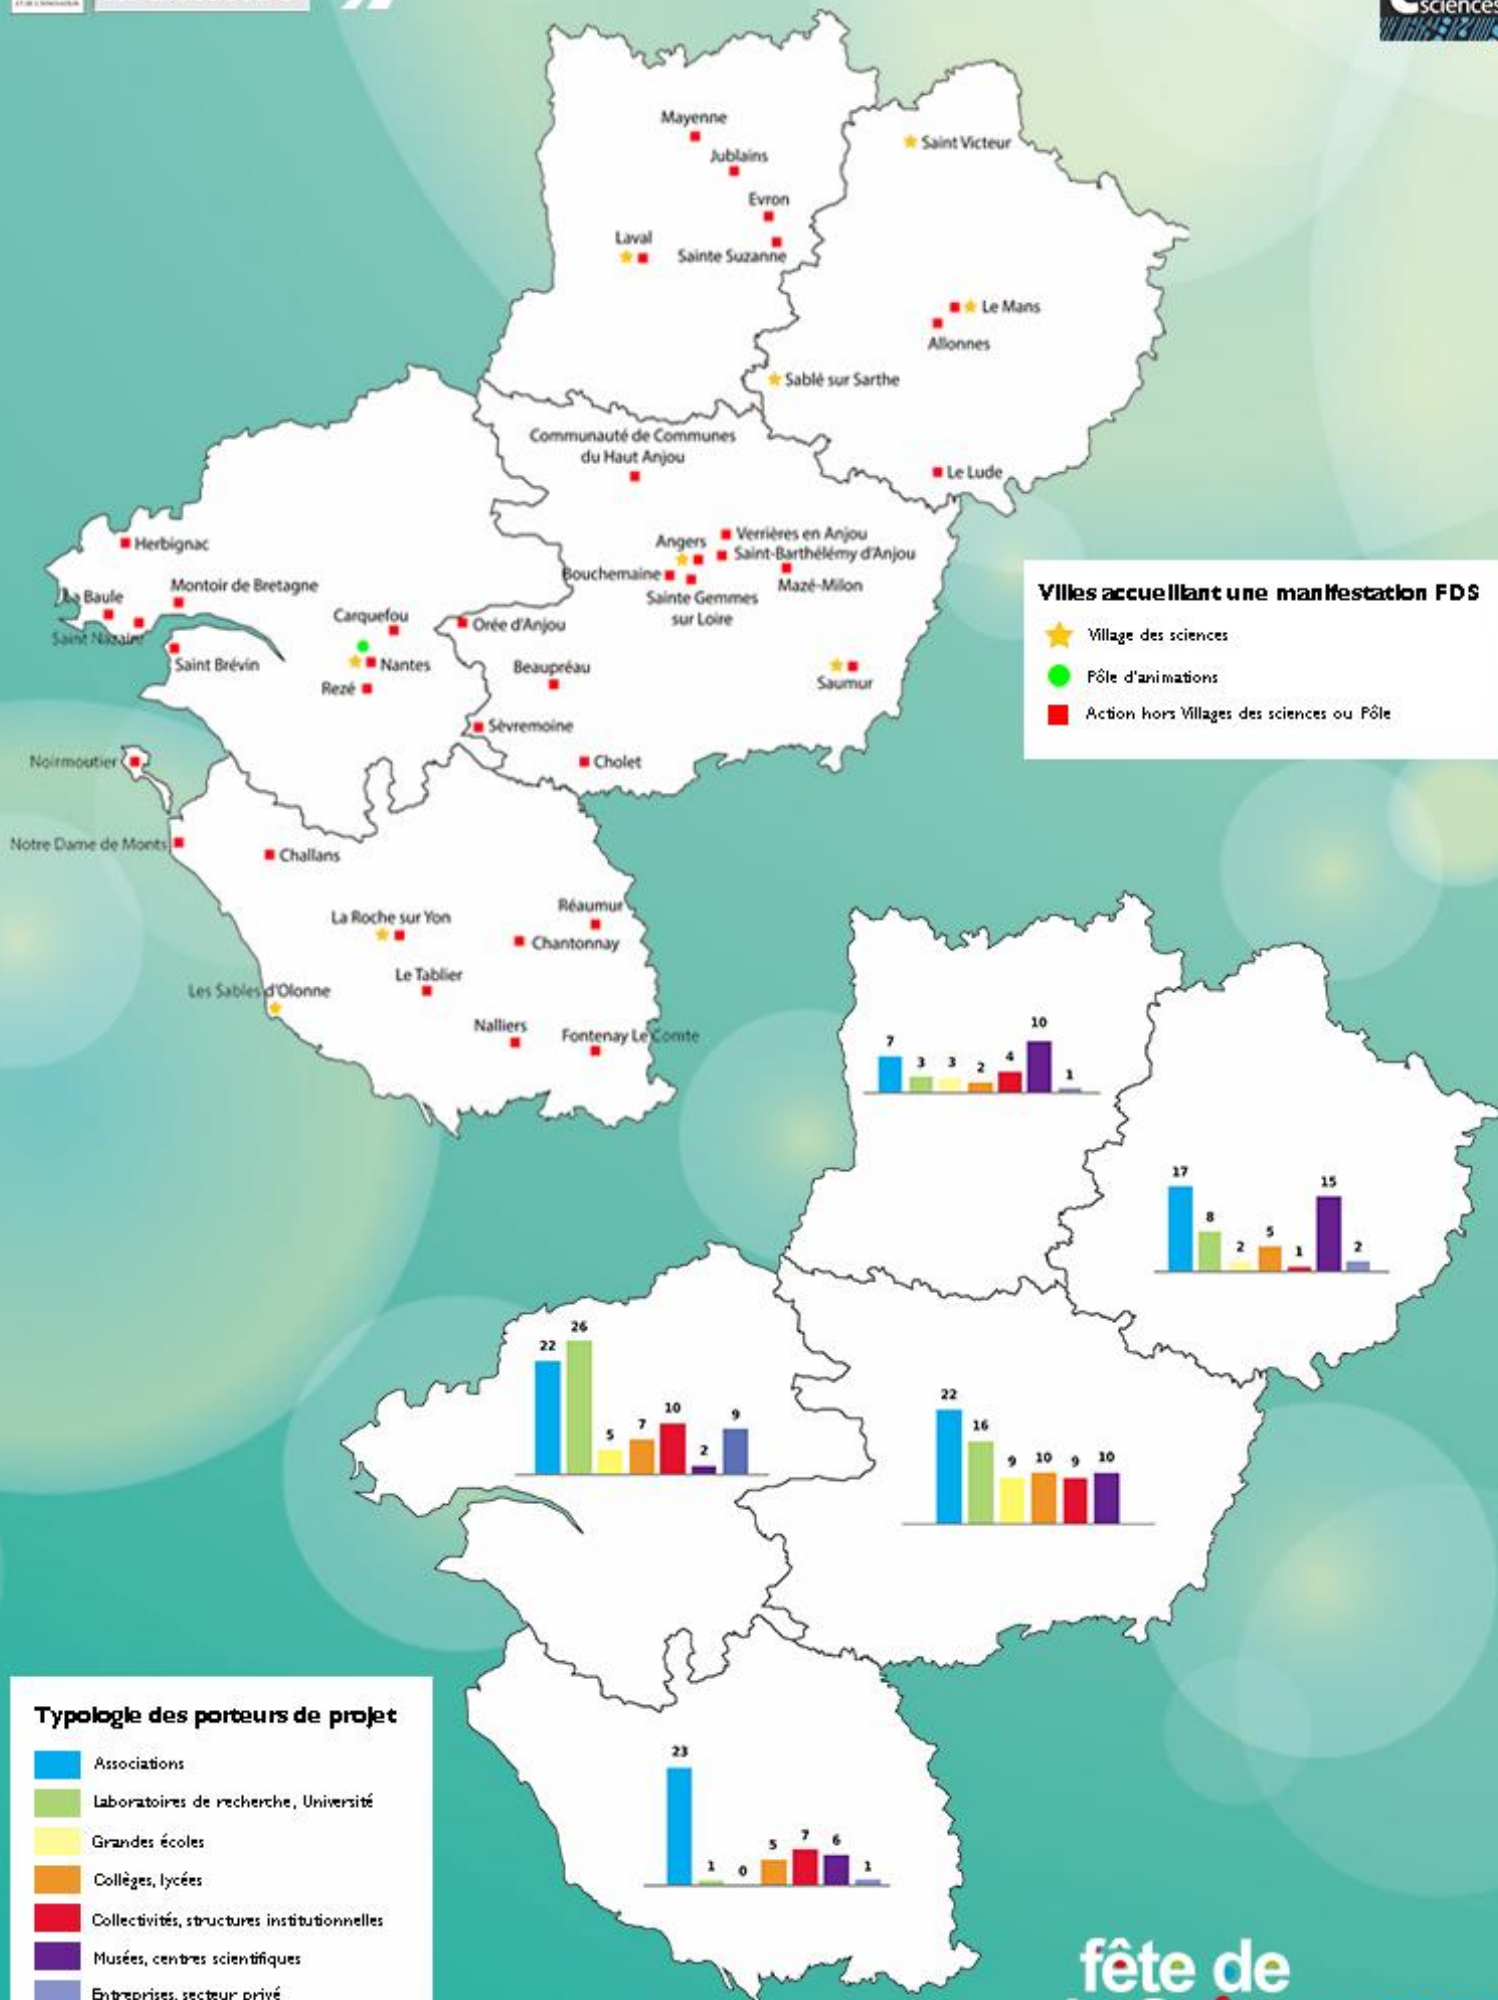 sciences
Mayenne
Jublains
Evron
Laval
Sainte Suzanne
Saint Victeur
Le Mans
Allonnes
Sablé sur Sarthe
Le Lude
Communauté de Communes
du Haut Anjou
Angers
Verrières en Anjou
Saint-Barthélémy d'Anjou
Bouchemaine
Mazé-Milon
Sainte Gemmes
sur Loire
Herbignac
La Baule
Montoir de Bretagne
Saint Nazaire
Saint Brévin
Carquefou
Nantes
Rezé
Orée d'Anjou
Beaupréau
Saumur
Sèvremoine
Cholet
Villes accueillant une manifestation FDS
Village des sciences
Pôle d'animations
Action hors Villages des sciences ou Pôle
Noirmoutier
Notre Dame de Monts
Challans
La Roche sur Yon
Réaumur
Chantonnay
Le Tablier
Les Sables d'Olonne
Nalliers
Fontenay Le Comte
7 3 3 2 4 10 1
17 8 2 5 1 15 2
22 26 5 7 10 2 9
22 16 9 10 9 10
23 1 0 5 7 6 1
Typologie des porteurs de projet
Associations
Laboratoires de recherche, Université
Grandes écoles
Collèges, lycées
Collectivités, structures institutionnelles
Musées, centres scientifiques
Entreprises, secteur privé
fête de